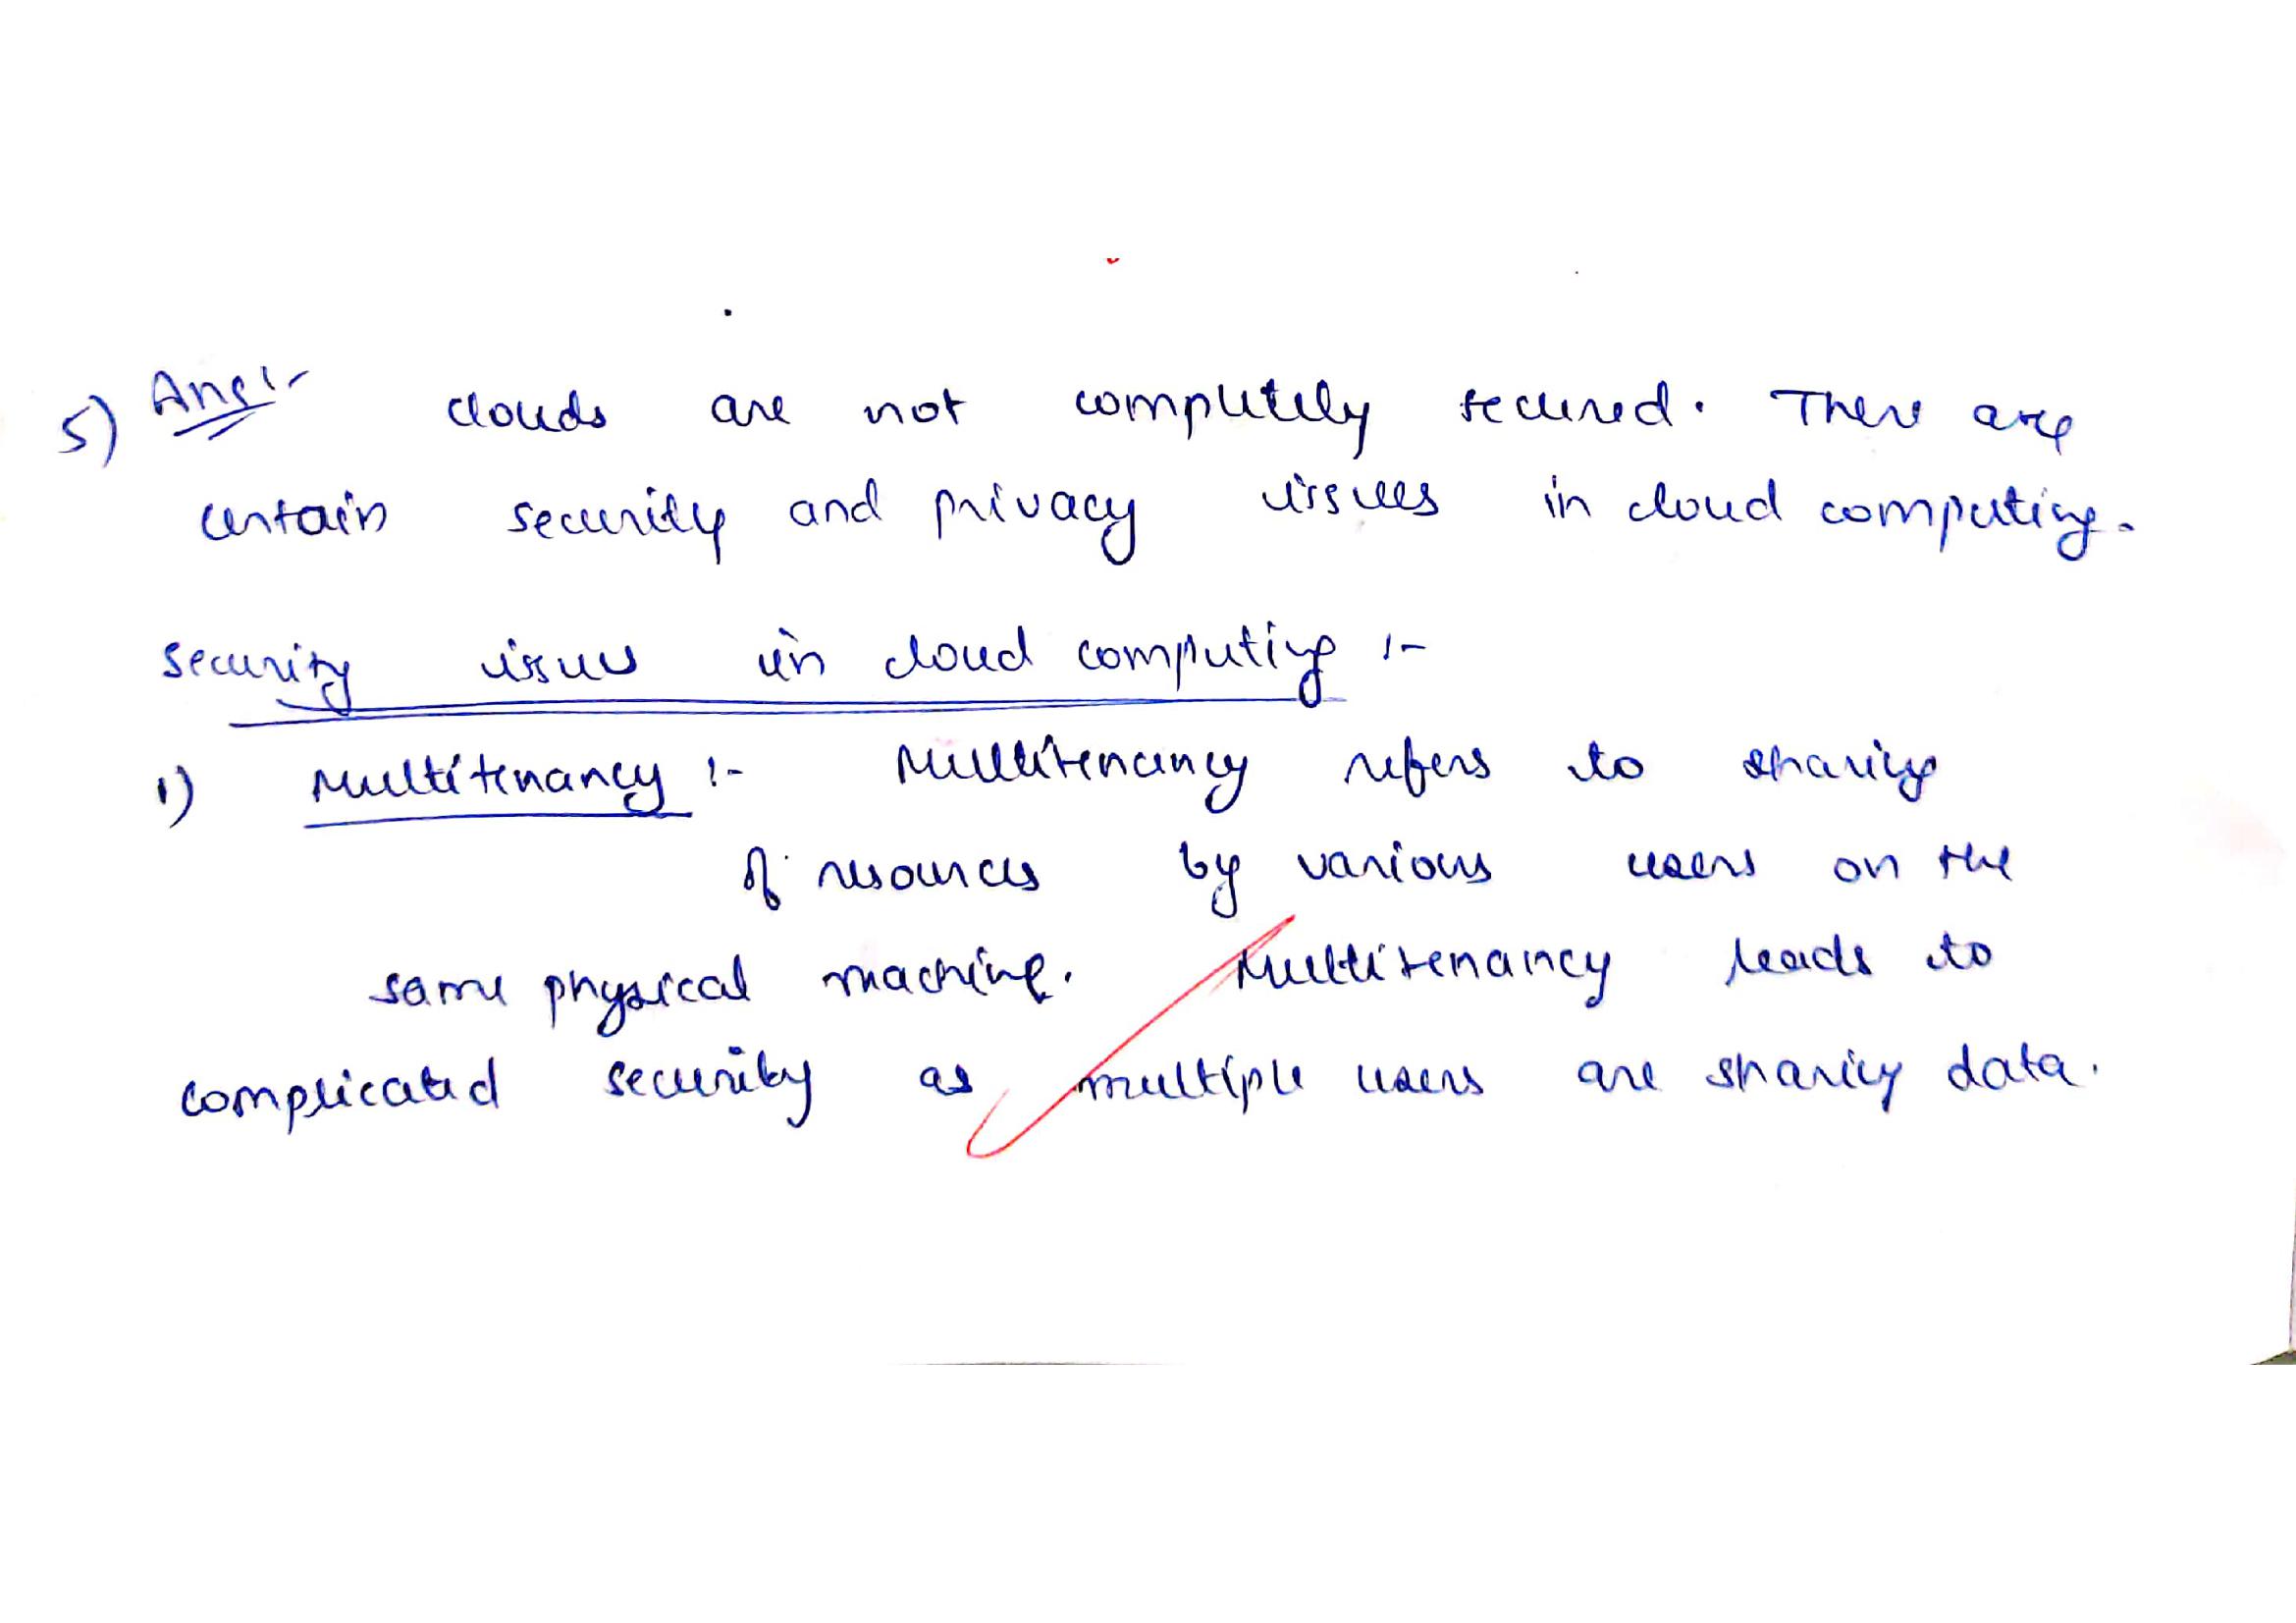 5) Ans:- clouds are not completely secured. There are
certain security and privacy issues in cloud computing.
security issues in cloud computing :-
1) Multitenancy :- Multitenancy refers to sharing
of resources by various users on the
same physical machine. Multitenancy leads to
complicated security as multiple users are sharing data.